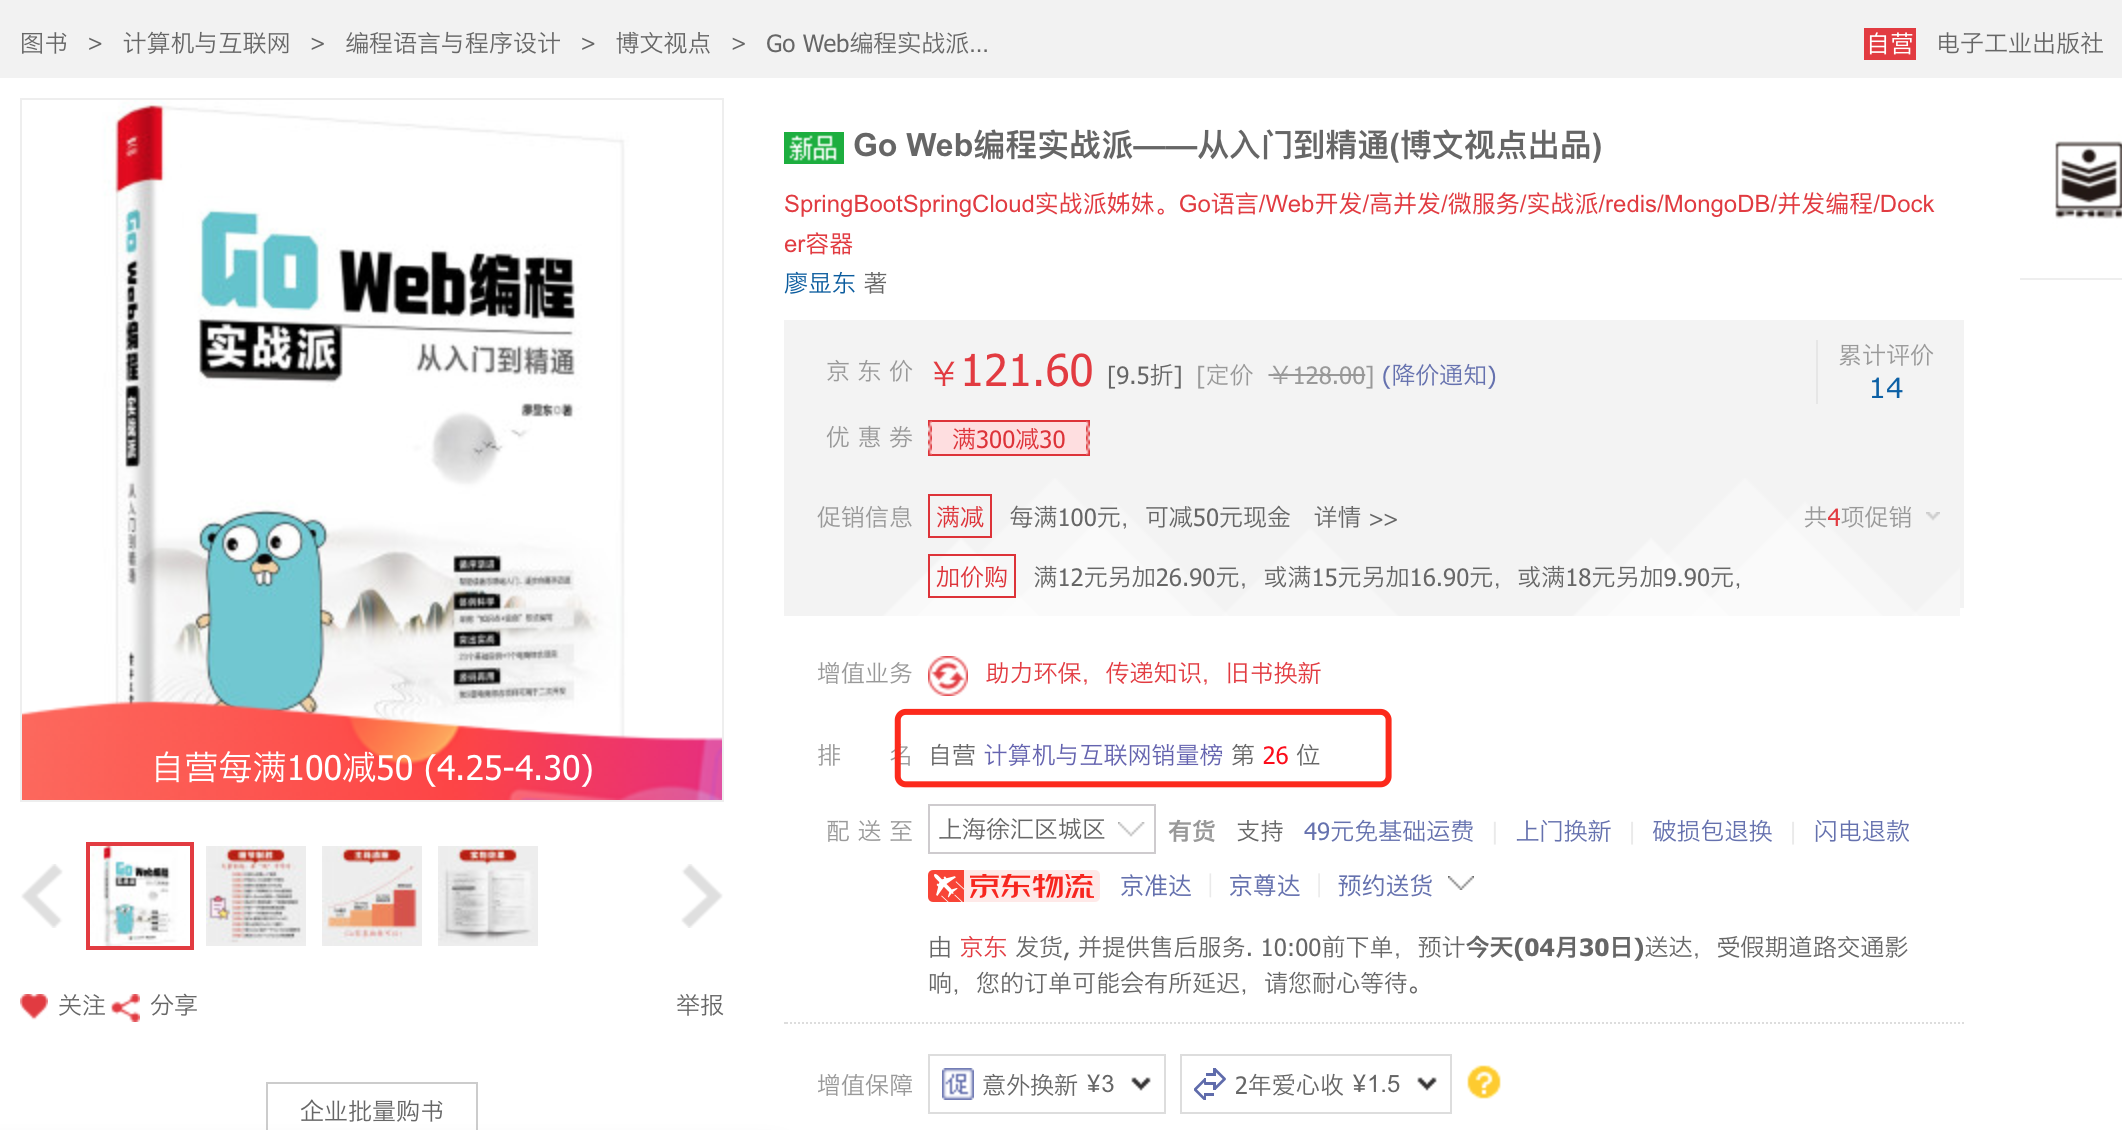 图书 > 计算机与互联网 > 编程语言与程序设计 > 博文视点 > Go Web编程实战派...
自营 电子工业出版社
Go Web编程
实战派
从入门到精通
廖显东◎著
Go Web编程
实战派
从入门到精通
自营每满100减50 (4.25-4.30)
关注 分享
举报
企业批量购书
新品 Go Web编程实战派——从入门到精通(博文视点出品)
SpringBootSpringCloud实战派姊妹。Go语言/Web开发/高并发/微服务/实战派/redis/MongoDB/并发编程/Dock
er容器
廖显东 著
京东价 ￥121.60 [9.5折] [定价 ￥128.00] (降价通知)
累计评价
14
优惠券 满300减30
促销信息 满减 每满100元，可减50元现金 详情 >>
共4项促销
加价购 满12元另加26.90元，或满15元另加16.90元，或满18元另加9.90元，
增值业务 助力环保，传递知识，旧书换新
排名 自营 计算机与互联网销量榜 第 26 位
配送至 上海徐汇区城区 有货 支持 49元免基础运费 上门换新 破损包退换 闪电退款
京东物流 京准达 京尊达 预约送货
由 京东 发货, 并提供售后服务. 10:00前下单，预计今天(04月30日)送达，受假期道路交通影
响，您的订单可能会有所延迟，请您耐心等待。
增值保障 促 意外换新 ¥3 2年爱心收 ¥1.5 ?